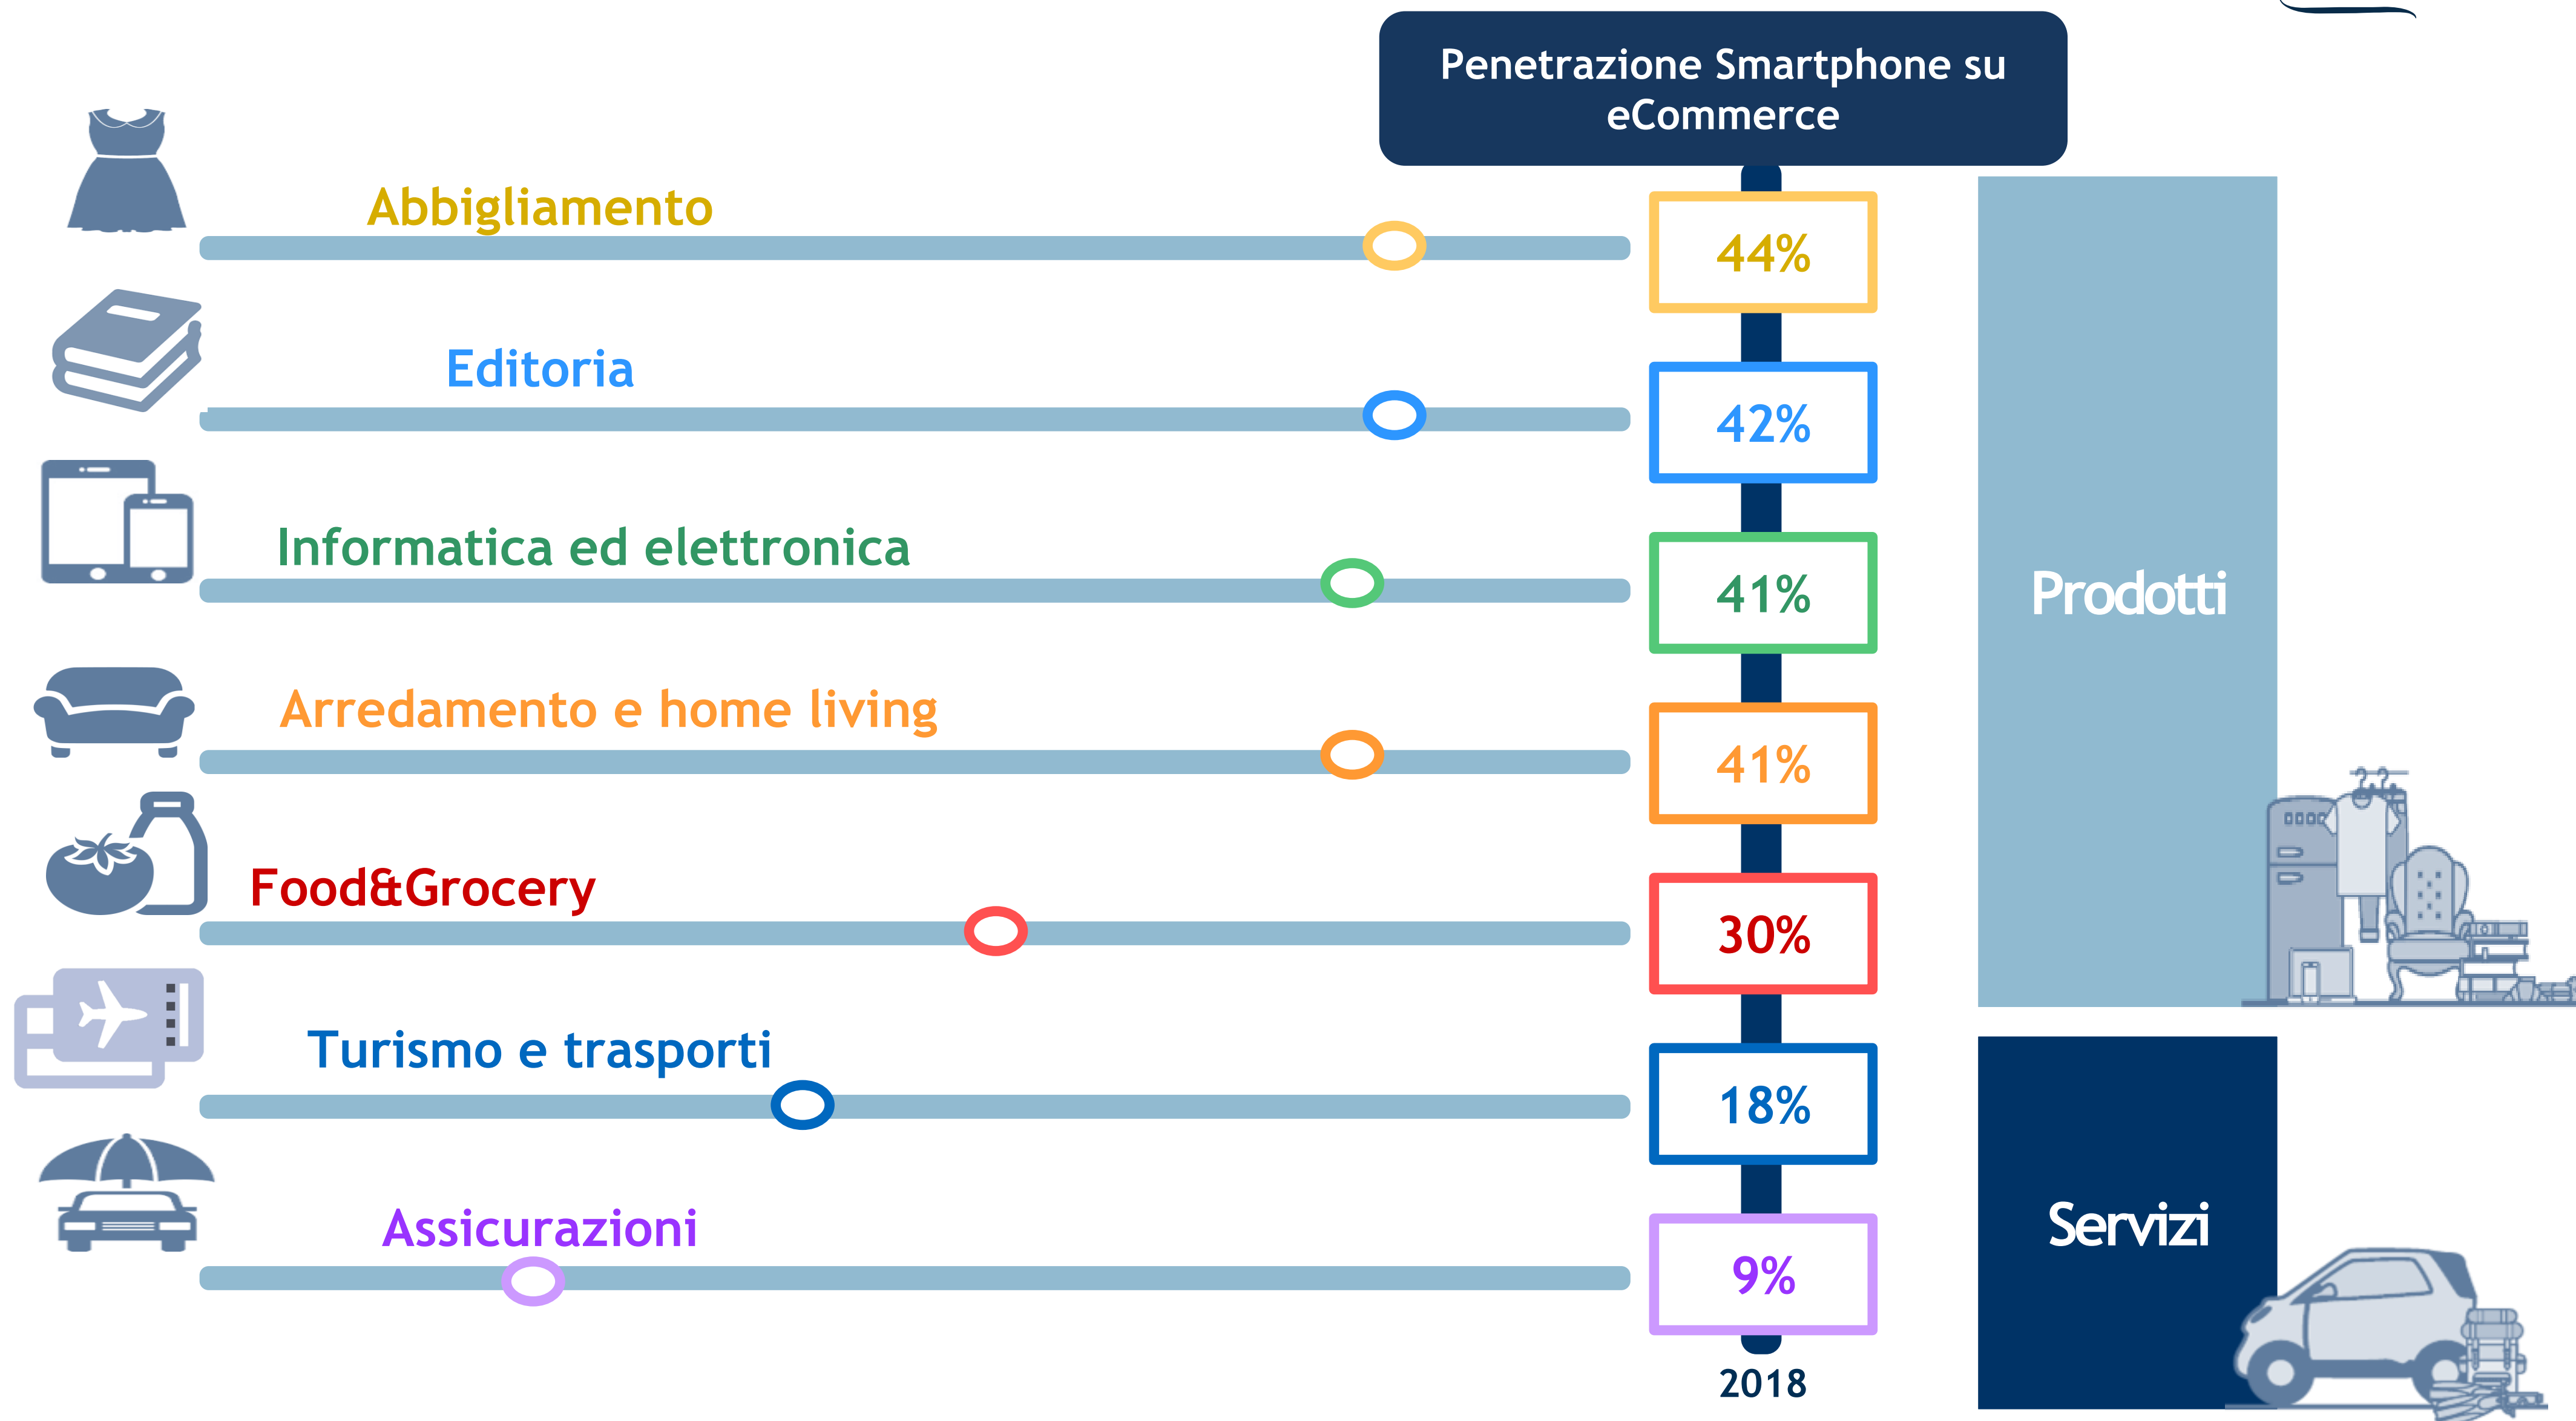 Penetrazione Smartphone su
eCommerce
Abbigliamento
44%
Editoria
42%
Informatica ed elettronica
41%
Arredamento e home living
41%
Food&Grocery
30%
Turismo e trasporti
18%
Assicurazioni
9%
2018
Prodotti
Servizi